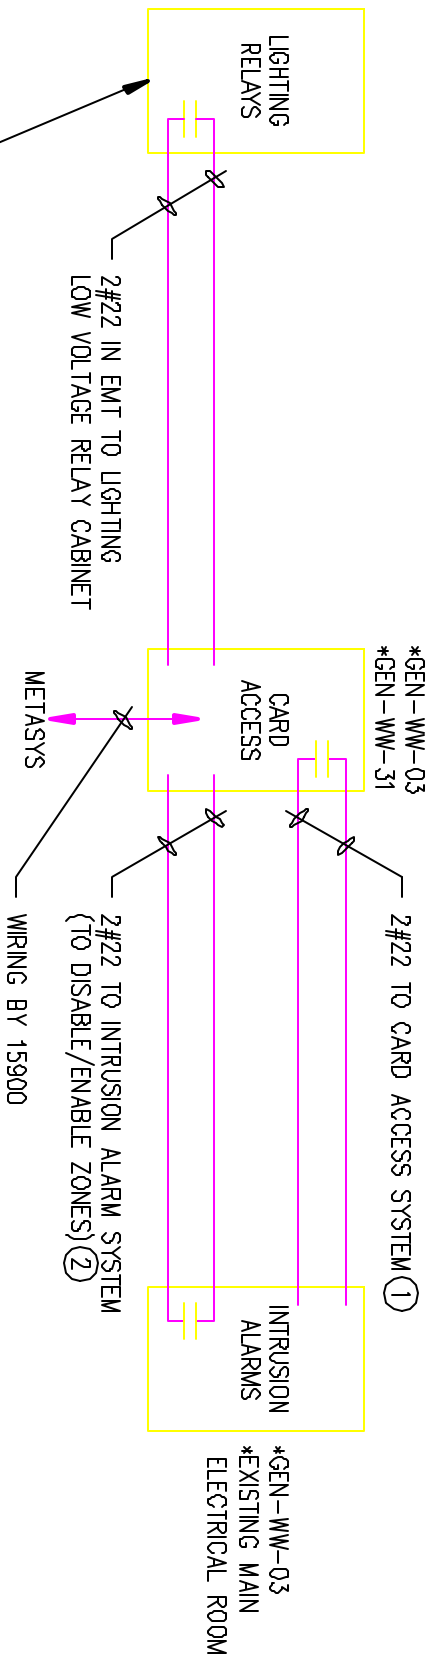 LIGHTING
RELAYS
2#22 IN EMT TO LIGHTING
LOW VOLTAGE RELAY CABINET
*GEN-WW-03
*GEN-WW-31
CARD
ACCESS
METASYS
2#22 TO CARD ACCESS SYSTEM 1
2#22 TO INTRUSION ALARM SYSTEM
(TO DISABLE/ENABLE ZONES) 2
WIRING BY 15900
INTRUSION
ALARMS
*GEN-WW-03
*EXISTING MAIN
ELECTRICAL ROOM